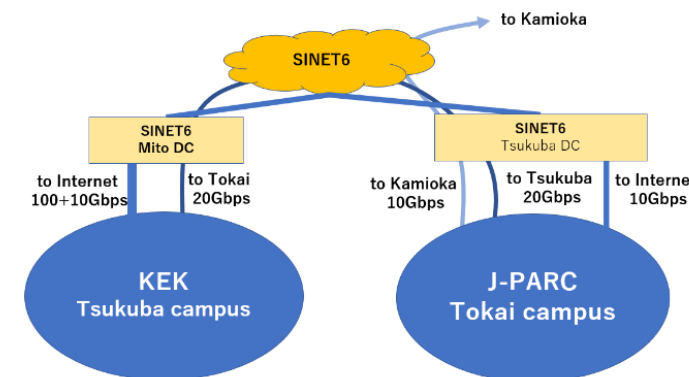 to Kamioka
SINET6
SINET6
Mito DC
SINET6
Tsukuba DC
to Internet
100+10Gbps
to Tokai
20Gbps
to Kamioka
10Gbps
to Tsukuba
20Gbps
to Interne
10Gbps
KEK
Tsukuba campus
J-PARC
Tokai campus